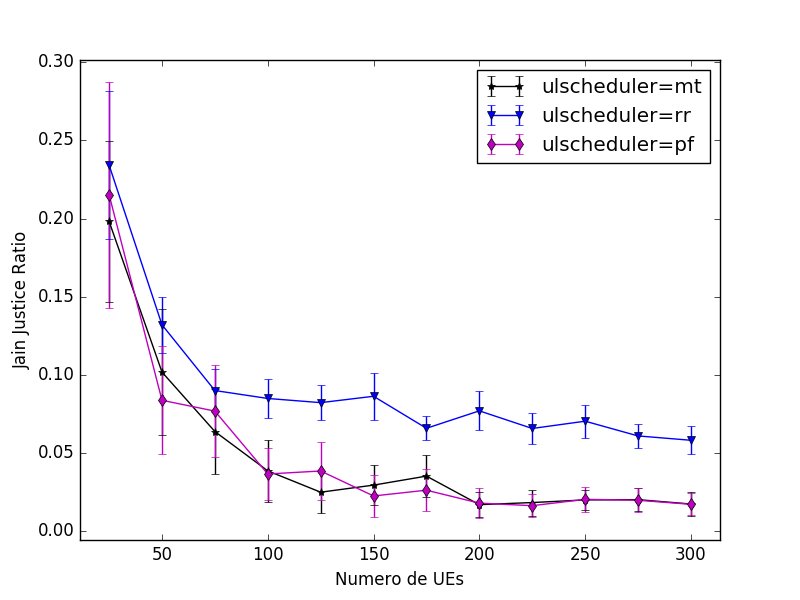 0.30
0.25
0.20
0.15
0.10
0.05
0.00
Jain Justice Ratio
ulscheduler=mt
ulscheduler=rr
ulscheduler=pf
50 100 150 200 250 300
Numero de UEs